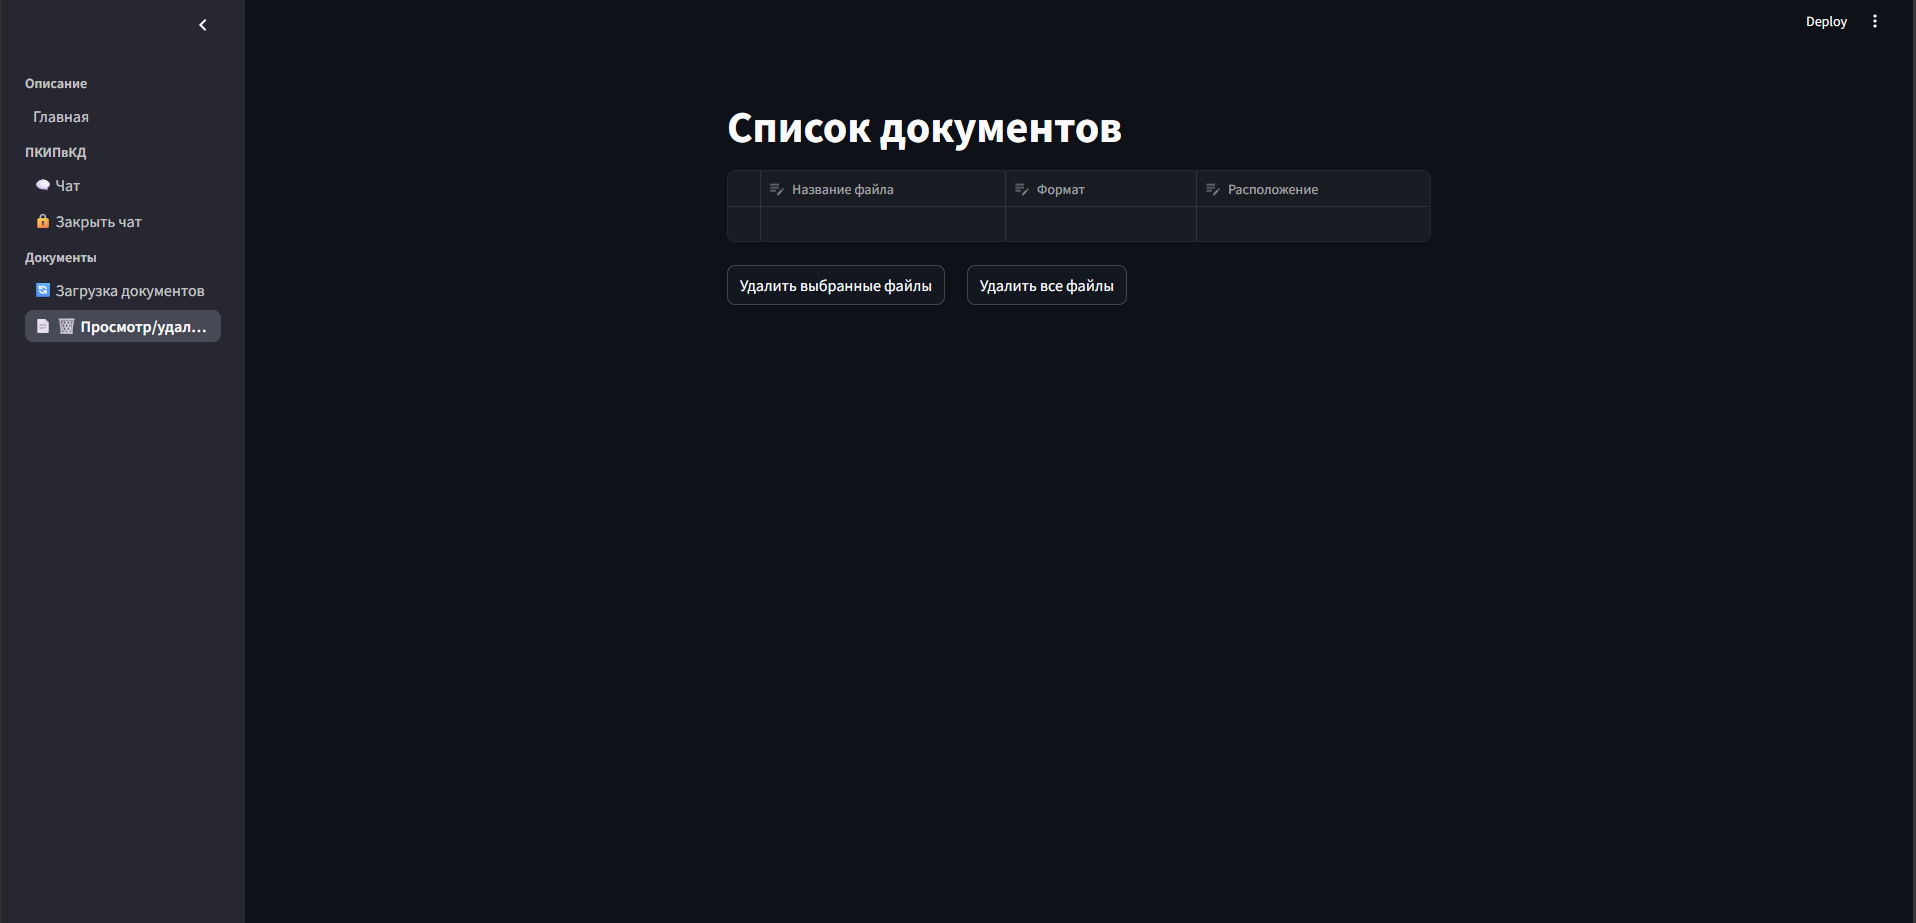 Deploy
Описание
Главная
ПКИПвКД
Чат
Закрыть чат
Документы
Загрузка документов
Просмотр/удал...
Список документов
Название файла
Формат
Расположение
Удалить выбранные файлы
Удалить все файлы